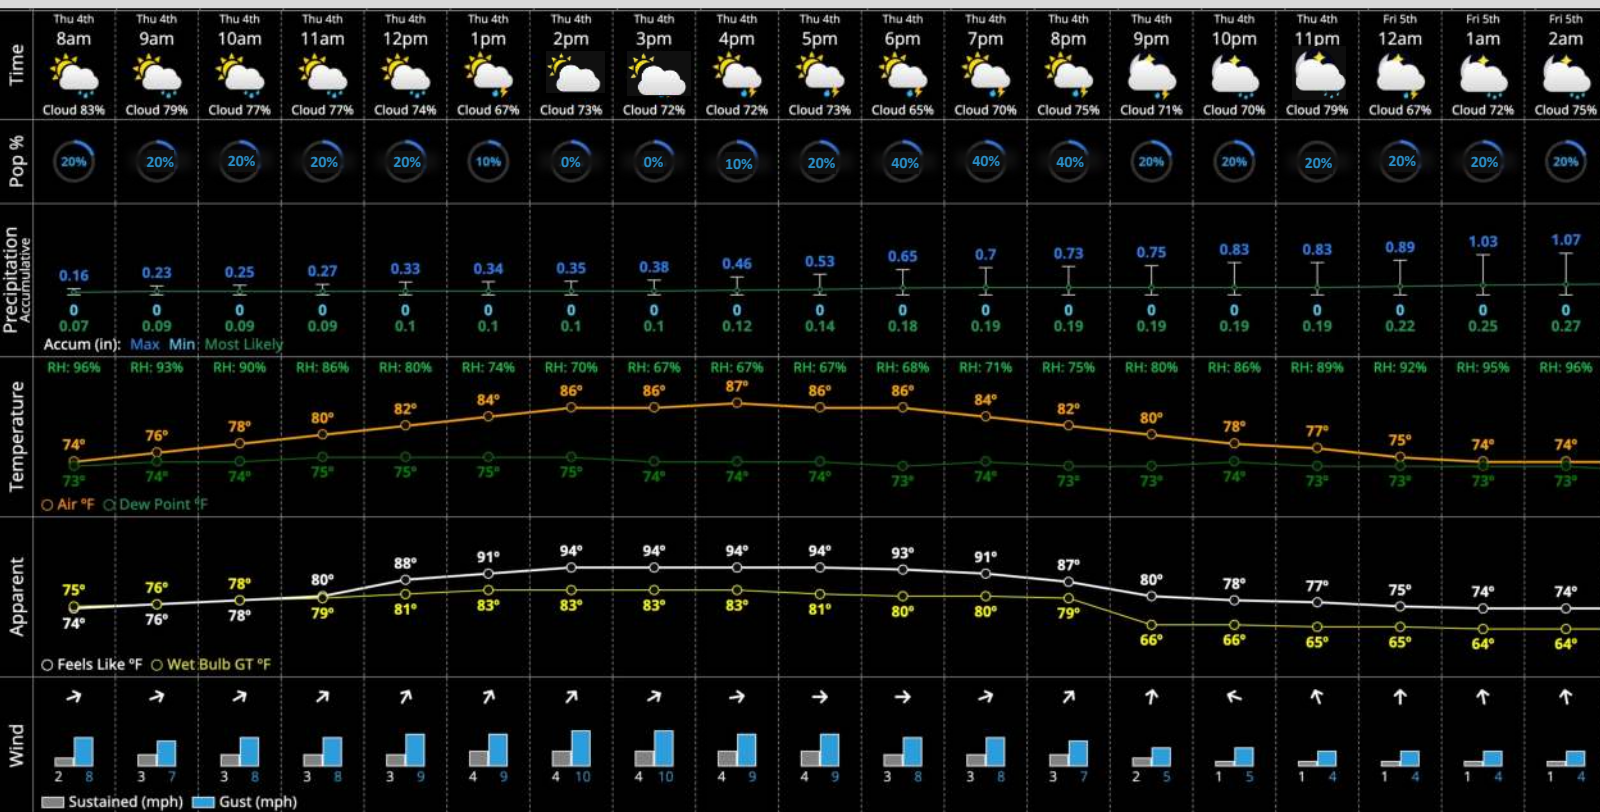 Thu 4th Thu 4th Thu 4th Thu 4th Thu 4th Thu 4th Thu 4th Thu 4th Thu 4th Thu 4th Thu 4th Thu 4th Thu 4th Thu 4th Thu 4th Thu 4th Fri 5th Fri 5th Fri 5th
Time 8am 9am 10am 11am 12pm 1pm 2pm 3pm 4pm 5pm 6pm 7pm 8pm 9pm 10pm 11pm 12am 1am 2am
Cloud 83% Cloud 79% Cloud 77% Cloud 77% Cloud 74% Cloud 67% Cloud 73% Cloud 72% Cloud 72% Cloud 73% Cloud 65% Cloud 70% Cloud 75% Cloud 71% Cloud 70% Cloud 79% Cloud 67% Cloud 72% Cloud 75%
Pop % 20% 20% 20% 20% 20% 10% 0% 0% 10% 20% 40% 40% 40% 20% 20% 20% 20% 20% 20%
Precipitation
Accumulative
0.16 0.23 0.25 0.27 0.33 0.34 0.35 0.38 0.46 0.53 0.65 0.7 0.73 0.75 0.83 0.83 0.89 1.03 1.07
0 0 0 0 0 0 0 0 0 0 0 0 0 0 0 0 0 0 0
0.07 0.09 0.09 0.09 0.1 0.1 0.1 0.1 0.12 0.14 0.18 0.19 0.19 0.19 0.19 0.19 0.22 0.25 0.27
Accum (in): Max Min Most Likely
Temperature
RH: 96% RH: 93% RH: 90% RH: 86% RH: 80% RH: 74% RH: 70% RH: 67% RH: 67% RH: 67% RH: 68% RH: 71% RH: 75% RH: 80% RH: 86% RH: 89% RH: 92% RH: 95% RH: 96%
74° 76° 78° 80° 82° 84° 86° 86° 87° 86° 86° 84° 82° 80° 78° 77° 75° 74° 74°
73° 74° 74° 75° 75° 75° 75° 74° 74° 74° 73° 74° 73° 73° 74° 73° 73° 73° 73°
Air °F Dew Point °F
Apparent
75° 76° 78° 80° 88° 91° 94° 94° 94° 94° 93° 91° 87° 80° 78° 77° 75° 74° 74°
74° 76° 78° 79° 81° 83° 83° 83° 83° 81° 80° 80° 79° 66° 66° 65° 65° 64° 64°
Feels Like °F Wet Bulb GT °F
Wind
2 8 3 7 3 8 3 8 3 9 4 9 4 10 4 10 4 9 4 9 3 8 3 8 3 7 2 5 1 5 1 4 1 4 1 4 1 4
Sustained (mph) Gust (mph)